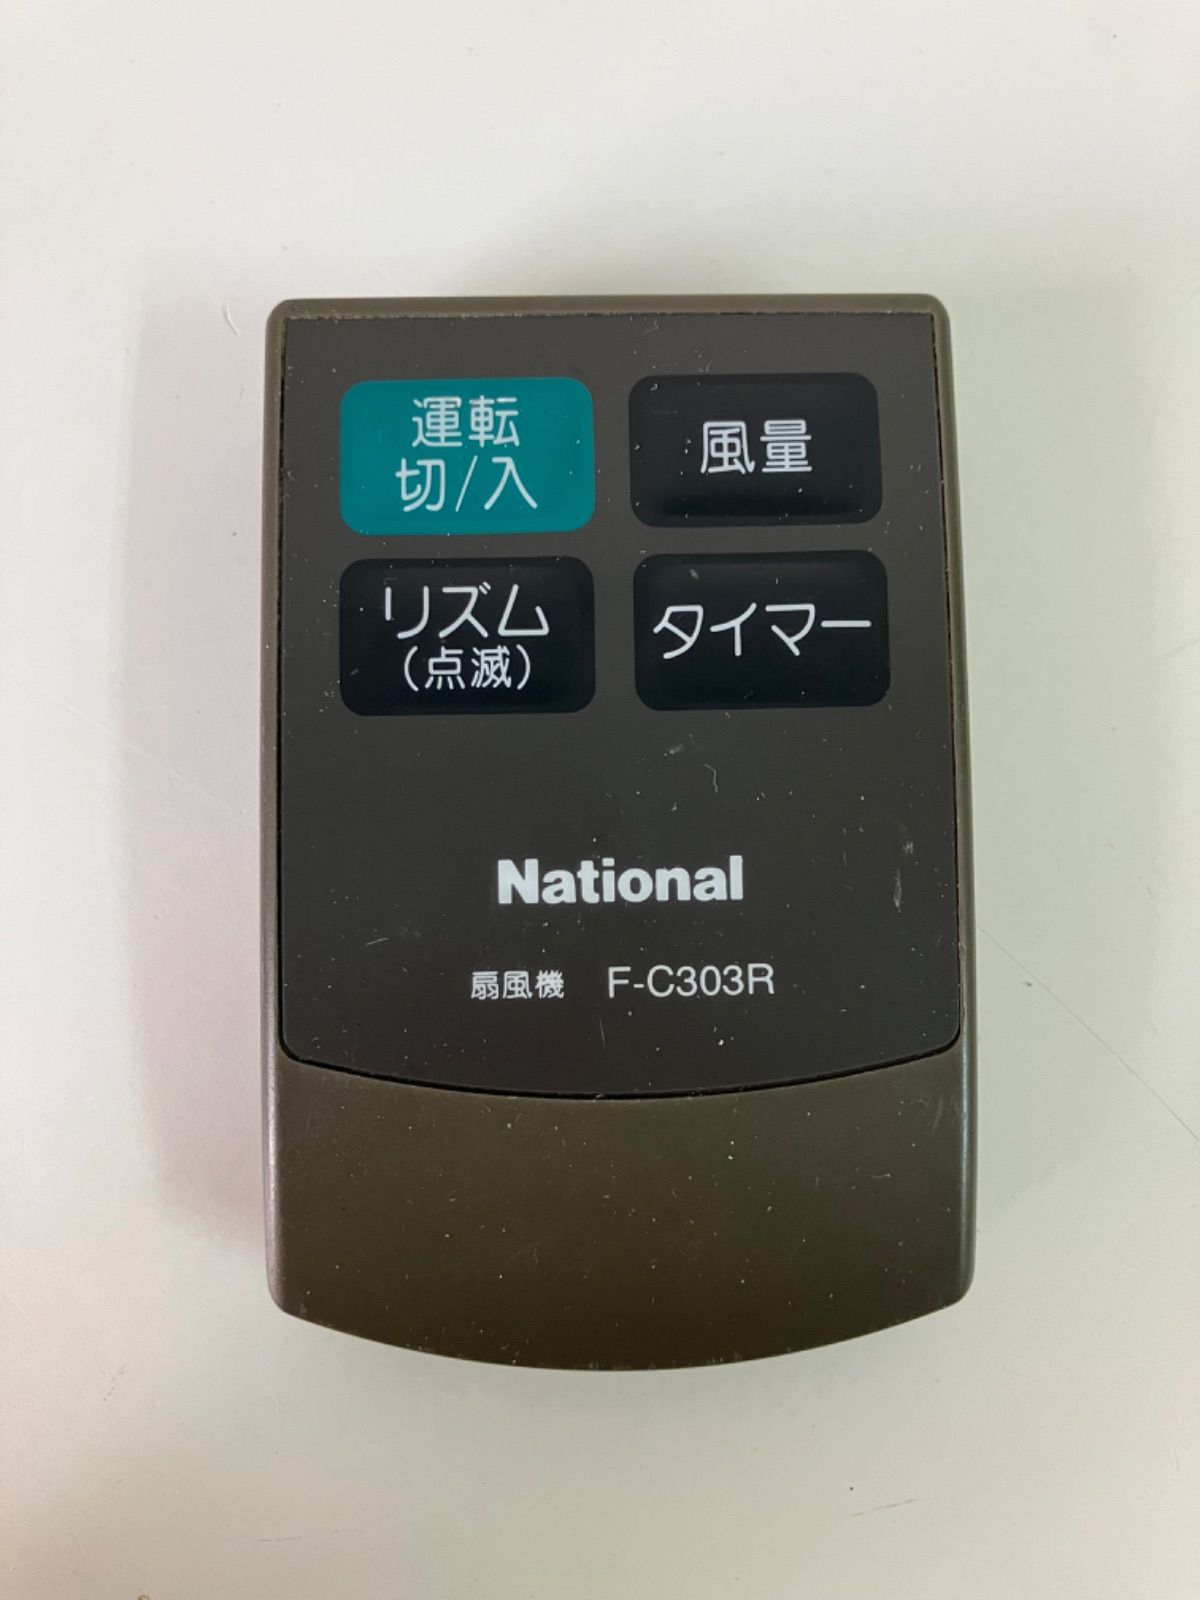 運転
切/入
風量
リズム
(点滅)
タイマー
National
扇風機 F-C303R